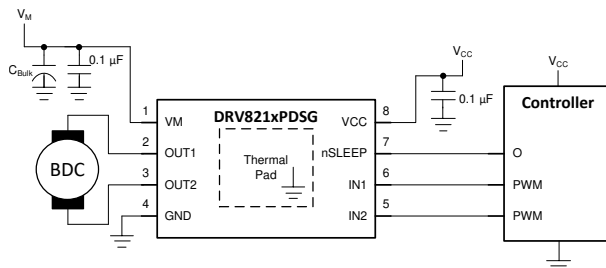 VM
CBulk
0.1 µF
VCC
0.1 µF
VCC
Controller
DRV821xPDSG
1
VM
VCC
8
BDC
2
OUT1
Thermal
Pad
nSLEEP
7
O
3
OUT2
IN1
6
PWM
4
GND
IN2
5
PWM